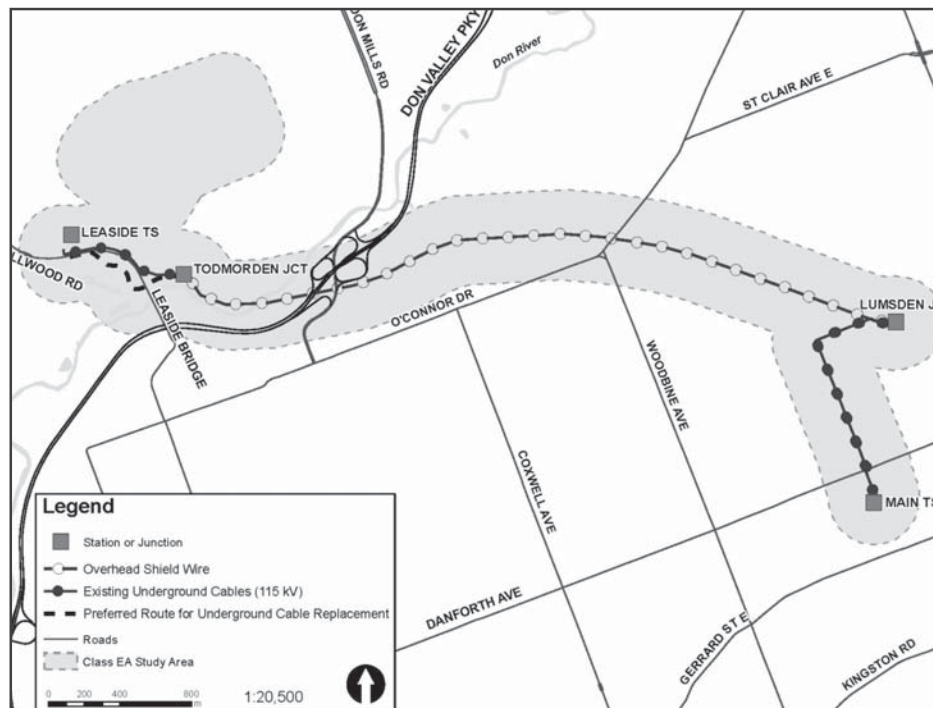 DON MILLS RD
DON VALLEY PKY
Don River
ST CLAIR AVE E
LEASIDE TS
LLWOOD RD
TODMORDEN JCT
LEASIDE BRIDGE
O'CONNOR DR
LUMSDEN J
WOODBINE AVE
COXWELL AVE
MAIN TS
DANFORTH AVE
GERRARD ST E
KINGSTON RD
Legend
Station or Junction
Overhead Shield Wire
Existing Underground Cables (115 kV)
Preferred Route for Underground Cable Replacement
Roads
Class EA Study Area
0 200 400 800
m
1:20,500